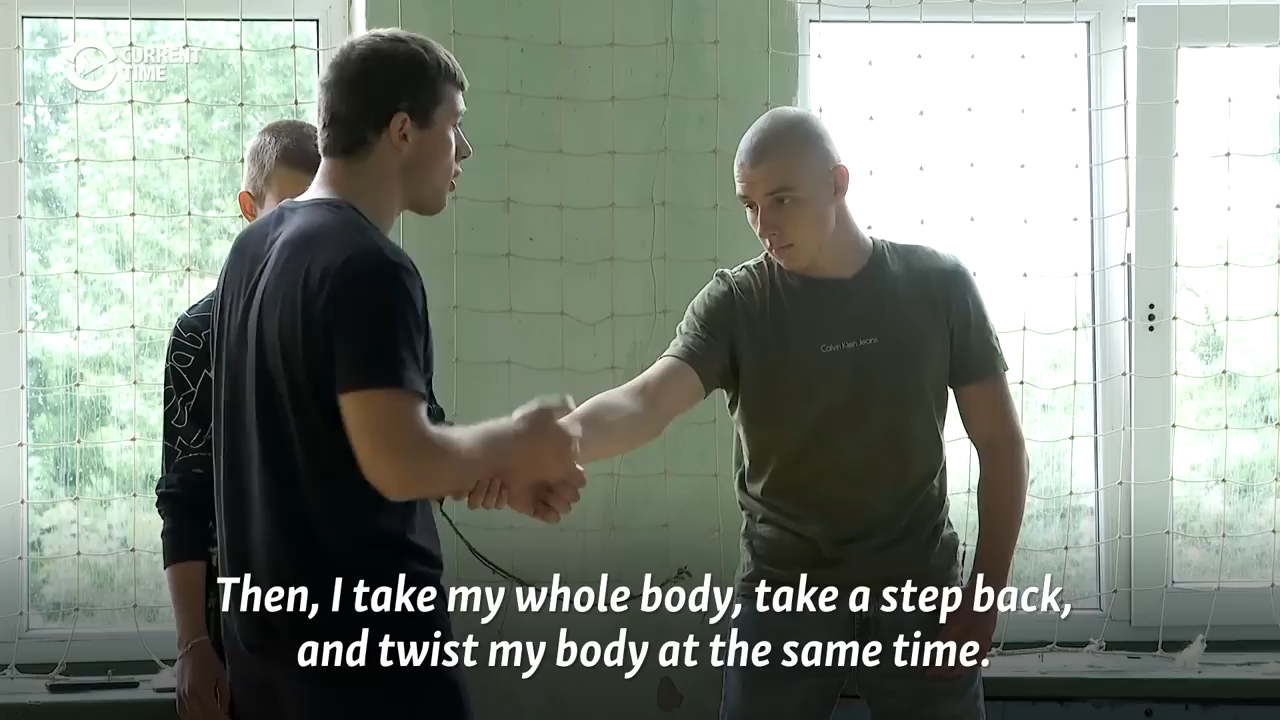 CURRENT
TIME
Calvin Klein Jeans
Then, I take my whole body, take a step back,
and twist my body at the same time.